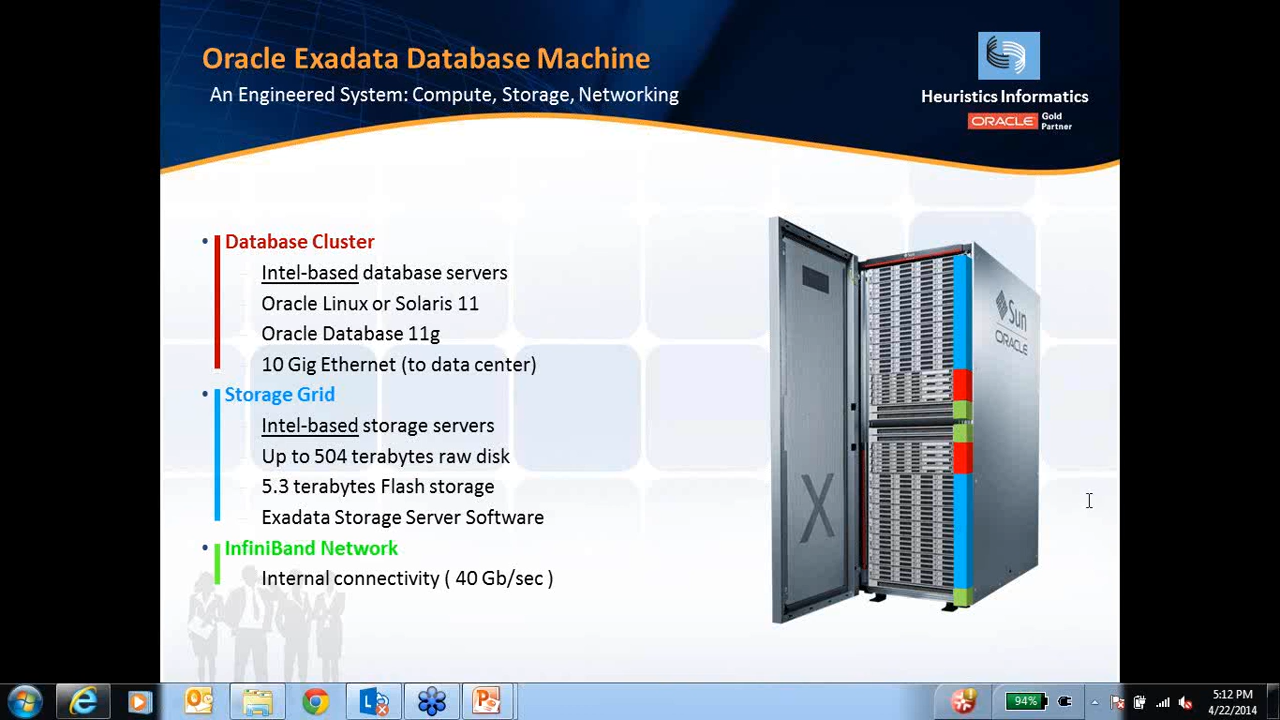 Oracle Exadata Database Machine
An Engineered System: Compute, Storage, Networking
Heuristics Informatics
ORACLE Gold Partner
• Database Cluster
Intel-based database servers
Oracle Linux or Solaris 11
Oracle Database 11g
10 Gig Ethernet (to data center)
• Storage Grid
Intel-based storage servers
Up to 504 terabytes raw disk
5.3 terabytes Flash storage
Exadata Storage Server Software
• InfiniBand Network
Internal connectivity ( 40 Gb/sec )
Sun
ORACLE
X
94%
5:12 PM
4/22/2014